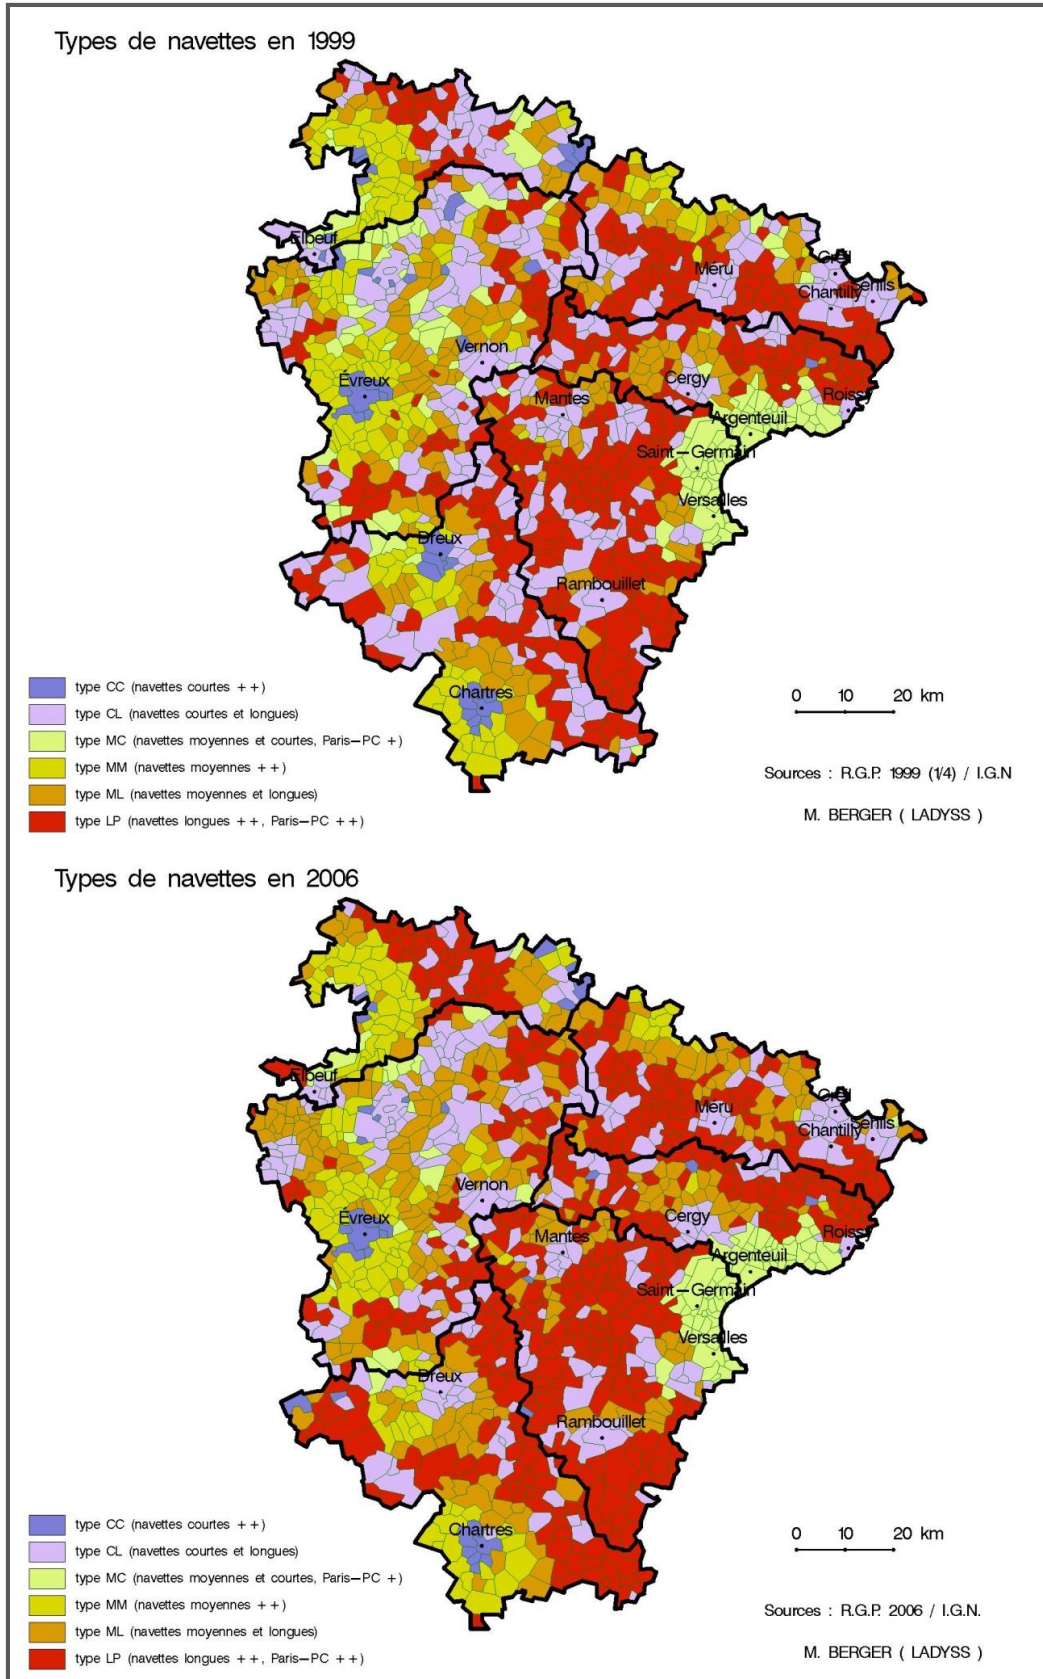 Types de navettes en 1999
Elbeuf
Méru
Creil
Chantilly
Senlis
Vernon
Évreux
Mantes
Cergy
Roissy
Argenteuil
Saint-Germain
Versailles
Dreux
Rambouillet
Chartres
type CC (navettes courtes ++)
type CL (navettes courtes et longues)
type MC (navettes moyennes et courtes, Paris-PC +)
type MM (navettes moyennes ++)
type ML (navettes moyennes et longues)
type LP (navettes longues ++, Paris-PC ++)
0 10 20 km
Sources : R.G.P. 1999 (1/4) / I.G.N
M. BERGER ( LADYSS )
Types de navettes en 2006
Elbeuf
Méru
Creil
Chantilly
Senlis
Vernon
Évreux
Mantes
Cergy
Roissy
Argenteuil
Saint-Germain
Versailles
Dreux
Rambouillet
Chartres
type CC (navettes courtes ++)
type CL (navettes courtes et longues)
type MC (navettes moyennes et courtes, Paris-PC +)
type MM (navettes moyennes ++)
type ML (navettes moyennes et longues)
type LP (navettes longues ++, Paris-PC ++)
0 10 20 km
Sources : R.G.P. 2006 / I.G.N.
M. BERGER ( LADYSS )